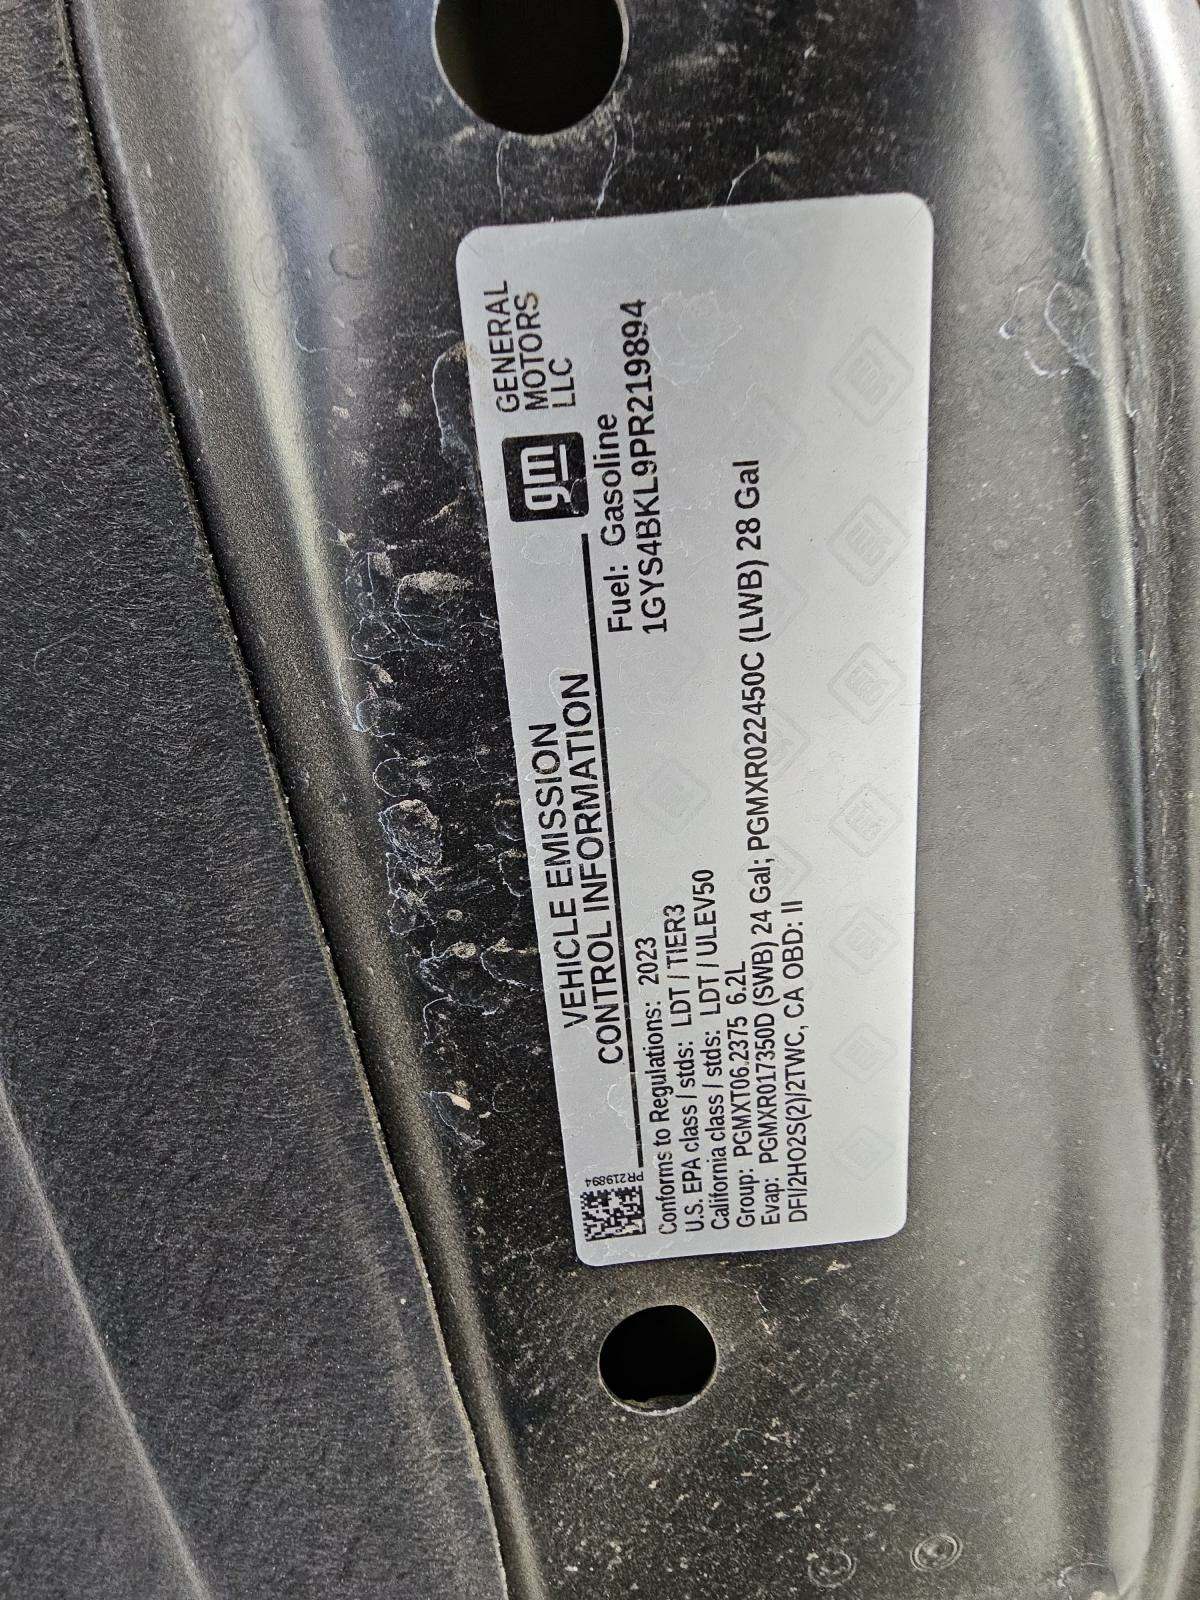 PR219894
VEHICLE EMISSION
CONTROL INFORMATION
gm
GENERAL
MOTORS
LLC
Fuel: Gasoline
1GYS4BKL9PR219894
Conforms to Regulations: 2023
U.S. EPA class / stds: LDT / TIER3
California class / stds: LDT / ULEV50
Group: PGMXT06.2375 6.2L
Evap: PGMXR017350D (SWB) 24 Gal; PGMXR022450C (LWB) 28 Gal
DFI/2HO2S(2)/2TWC, CA OBD: II